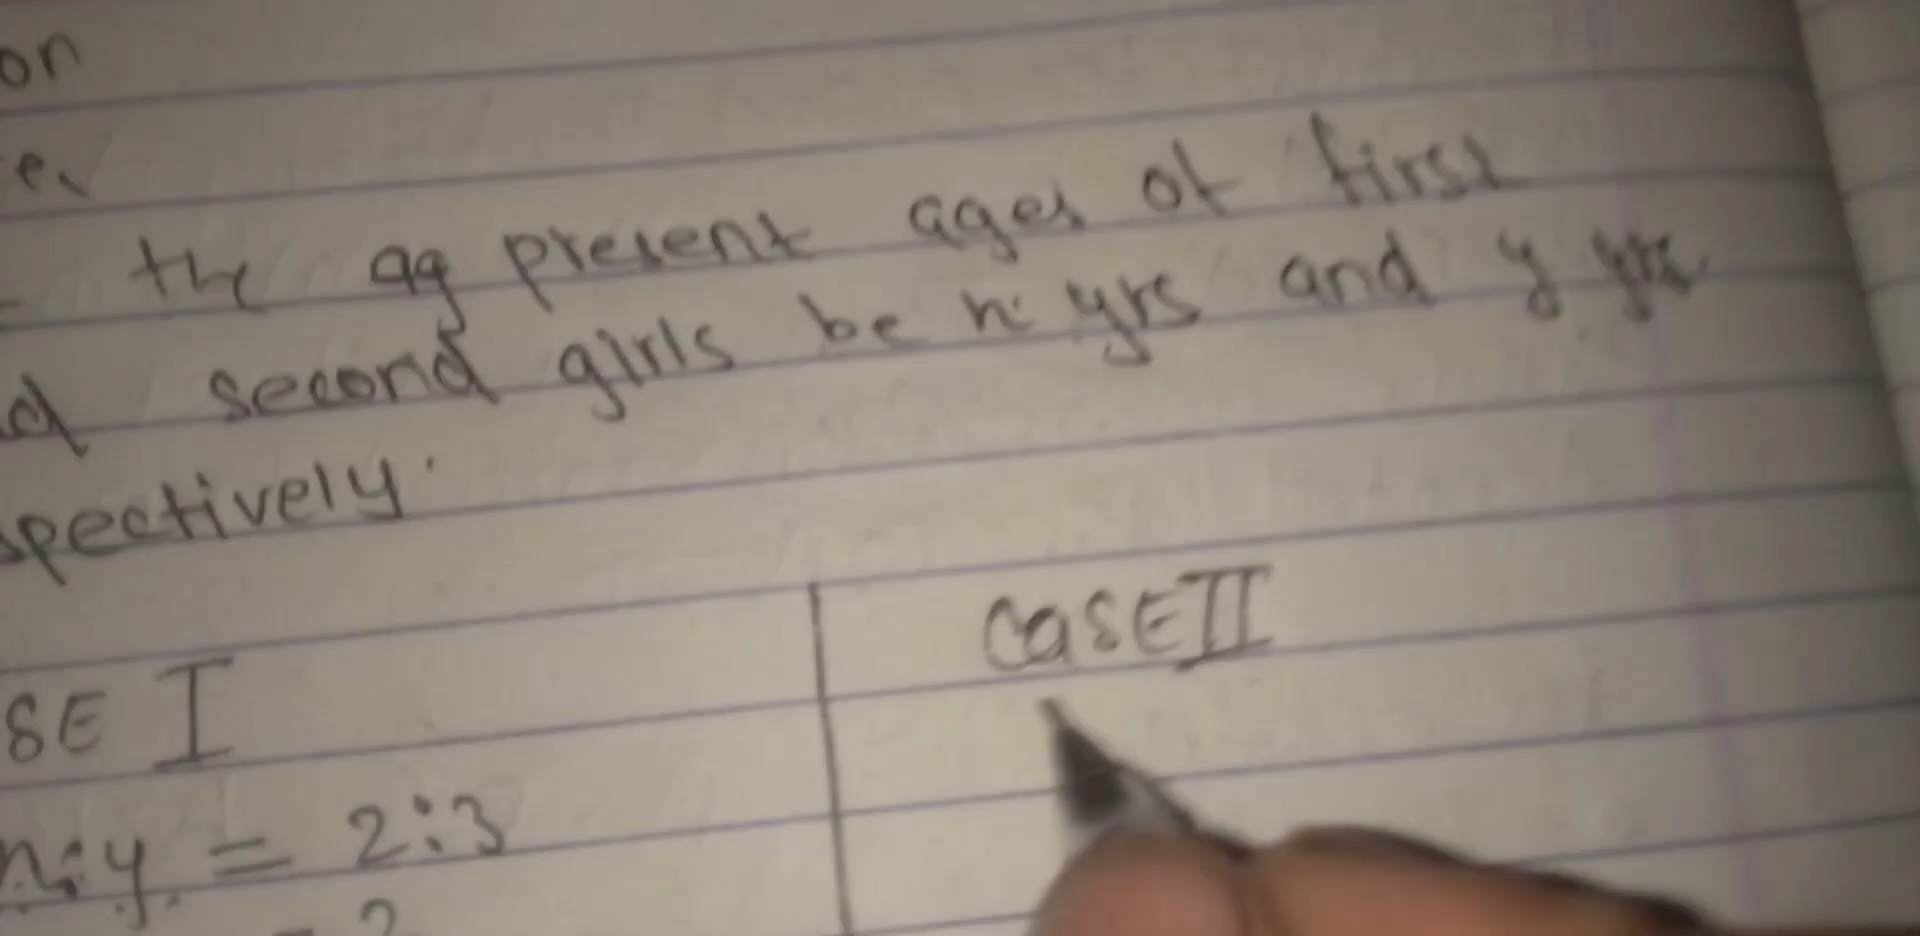 on
e,
the ag present ages of first
d second girls be x yrs and y yrs
spectively.
SE I
CASE II
x:y = 2:3
2